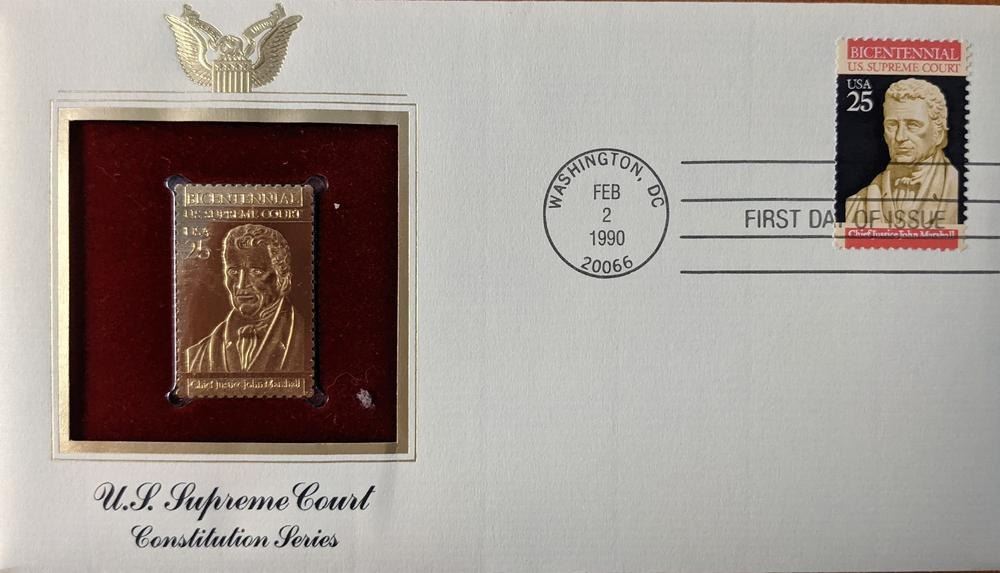 BICENTENNIAL
U.S. SUPREME COURT
USA
25
Chief Justice John Marshall
U.S. Supreme Court
Constitution Series
WASHINGTON, DC
FEB
2
1990
20066
FIRST DAY OF ISSUE
BICENTENNIAL
U.S. SUPREME COURT
USA
25
Chief Justice John Marshall